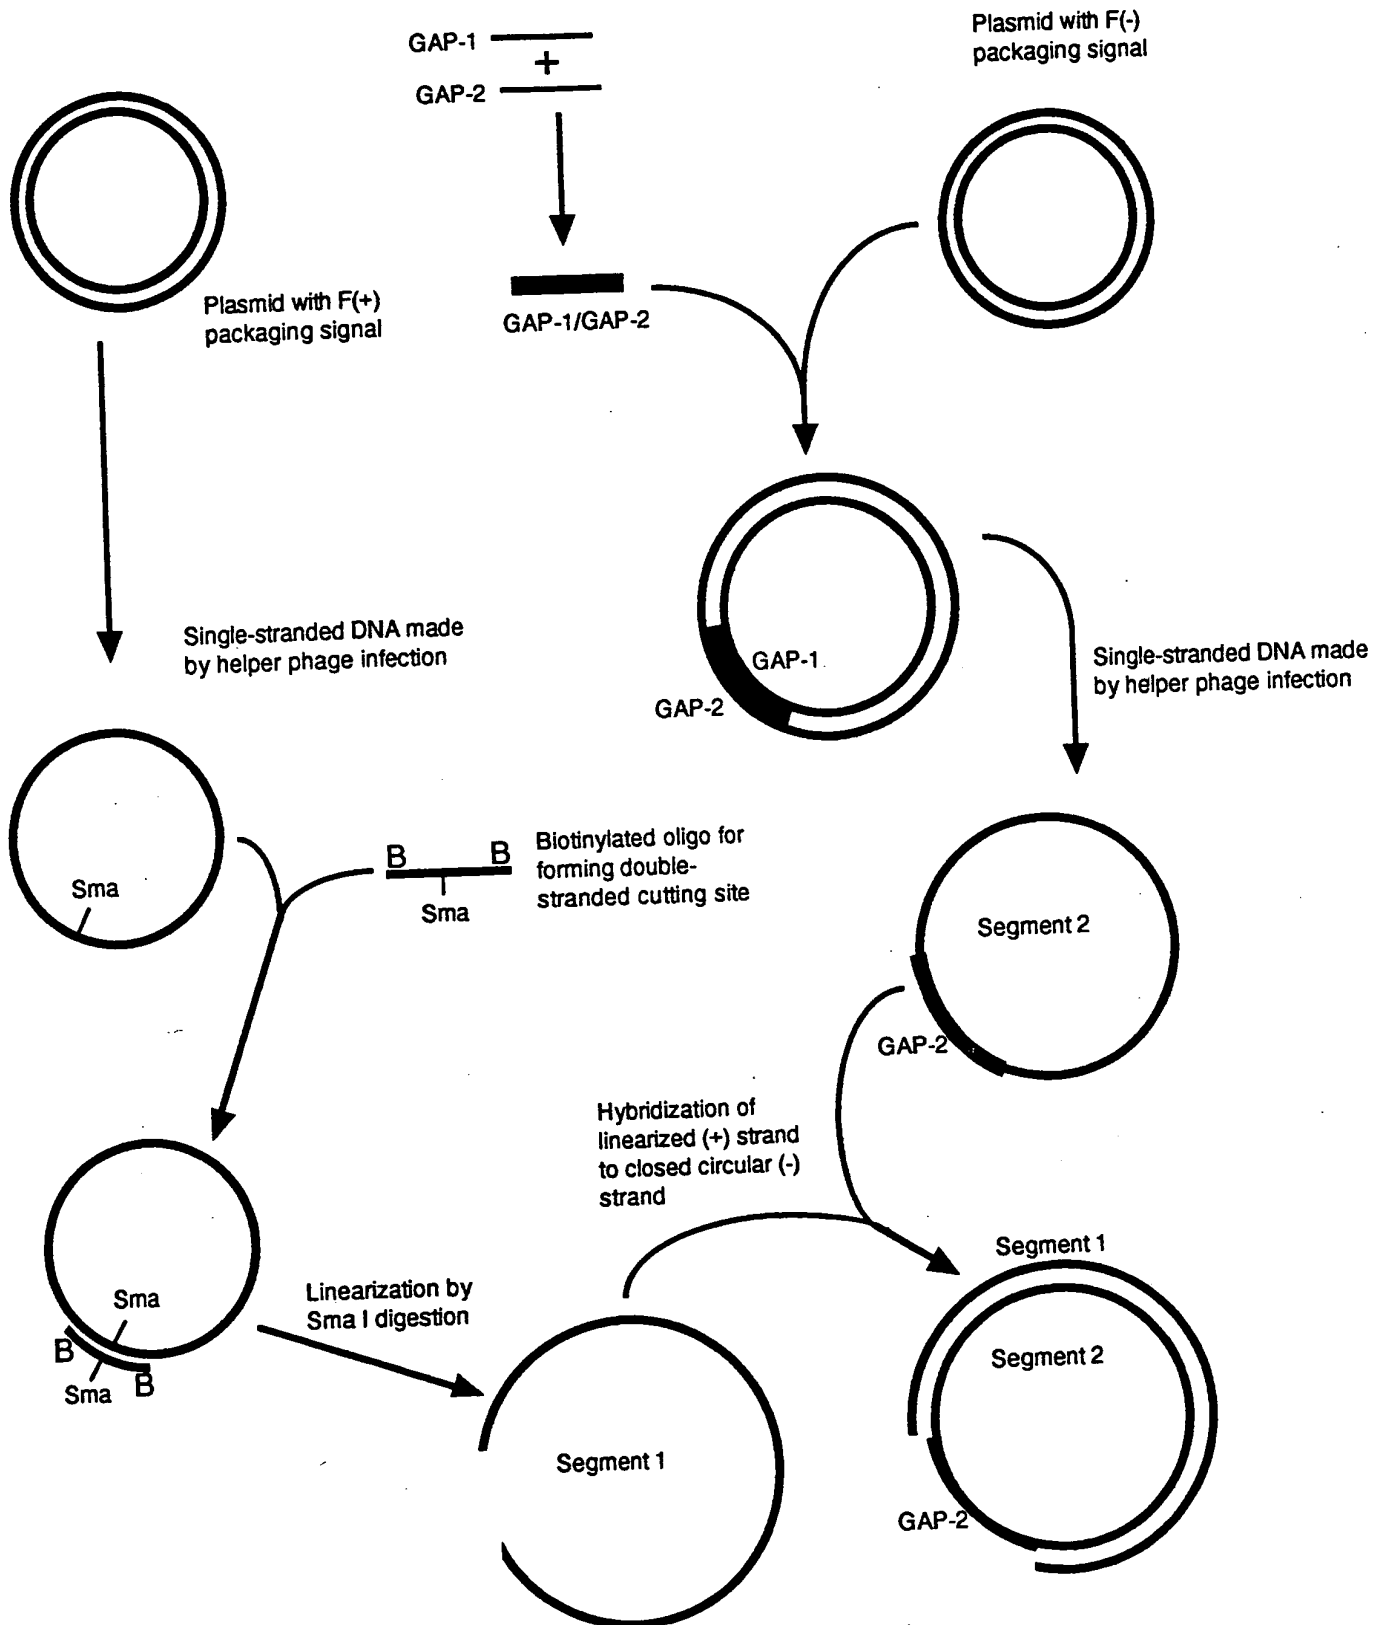 GAP-1
+
GAP-2
Plasmid with F(-)
packaging signal
Plasmid with F(+)
packaging signal
GAP-1/GAP-2
Single-stranded DNA made
by helper phage infection
GAP-1
GAP-2
Single-stranded DNA made
by helper phage infection
Sma
B B
Sma
Biotinylated oligo for
forming double-
stranded cutting site
Segment 2
GAP-2
Hybridization of
linearized (+) strand
to closed circular (-)
strand
Sma
B
Sma
B
Linearization by
Sma I digestion
Segment 1
Segment 1
Segment 2
GAP-2